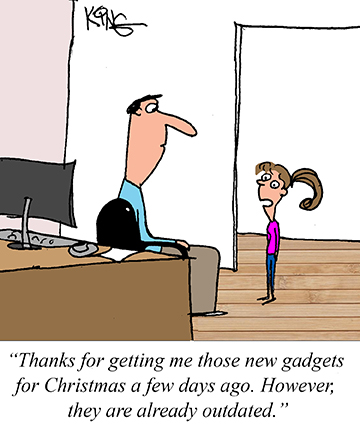 KING
“Thanks for getting me those new gadgets
for Christmas a few days ago. However,
they are already outdated.”